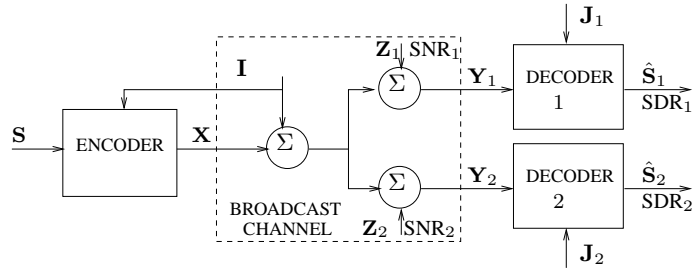 J1
Z1 SNR1
I
Σ
Y1
DECODER
1
Ŝ1
SDR1
S
ENCODER
X
Σ
Σ
Y2
DECODER
2
Ŝ2
SDR2
BROADCAST
CHANNEL
Z2 SNR2
J2